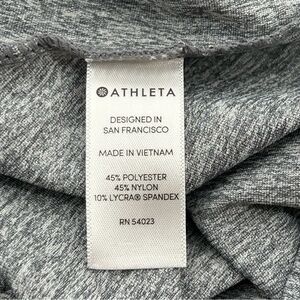 ATHLETA
DESIGNED IN
SAN FRANCISCO
MADE IN VIETNAM
45% POLYESTER
45% NYLON
10% LYCRA® SPANDEX
RN 54023